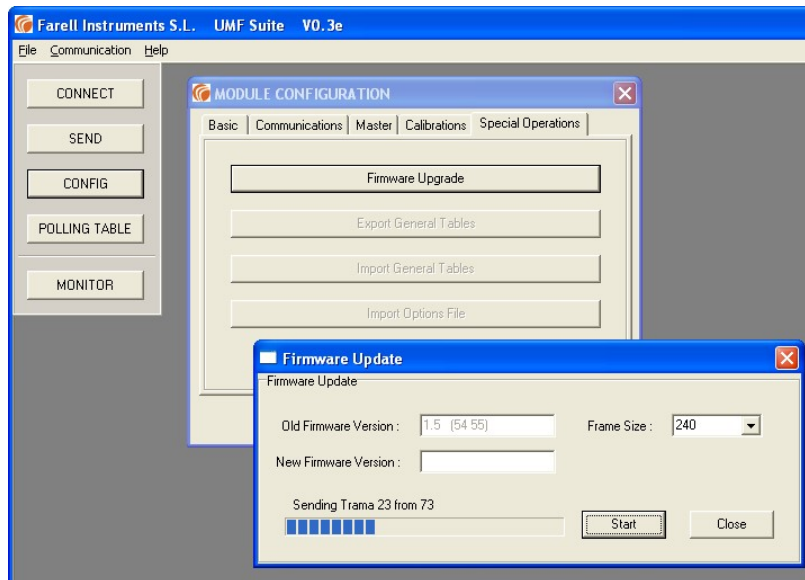 Farell Instruments S.L. UMF Suite V0.3e
File Communication Help
CONNECT
SEND
CONFIG
POLLING TABLE
MONITOR
MODULE CONFIGURATION
Basic Communications Master Calibrations Special Operations
Firmware Upgrade
Export General Tables
Import General Tables
Import Options File
Firmware Update
Firmware Update
Old Firmware Version : 1.5 (54 55) Frame Size : 240
New Firmware Version :
Sending Trama 23 from 73
Start Close